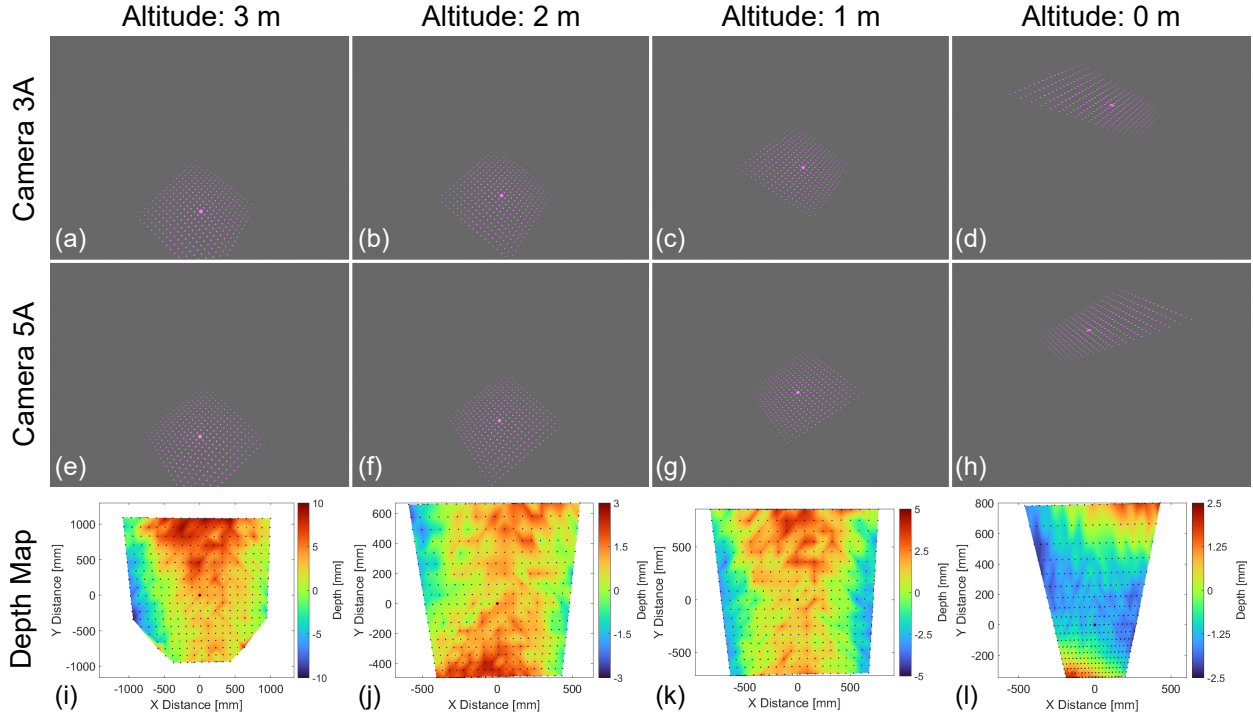 Altitude: 3 m Altitude: 2 m Altitude: 1 m Altitude: 0 m
Camera 3A
(a) (b) (c) (d)
Camera 5A
(e) (f) (g) (h)
Depth Map
Y Distance [mm]
1000
500
0
-500
-1000
-1000 -500 0 500 1000
X Distance [mm]
10
5
0
-5
-10
Depth [mm]
(i)
Y Distance [mm]
600
400
200
0
-200
-400
-500 0 500
X Distance [mm]
3
1.5
0
-1.5
-3
Depth [mm]
(j)
Y Distance [mm]
500
0
-500
-500 0 500
X Distance [mm]
5
2.5
0
-2.5
-5
Depth [mm]
(k)
Y Distance [mm]
800
600
400
200
0
-200
-500 0 500
X Distance [mm]
2.5
1.25
0
-1.25
-2.5
Depth [mm]
(l)